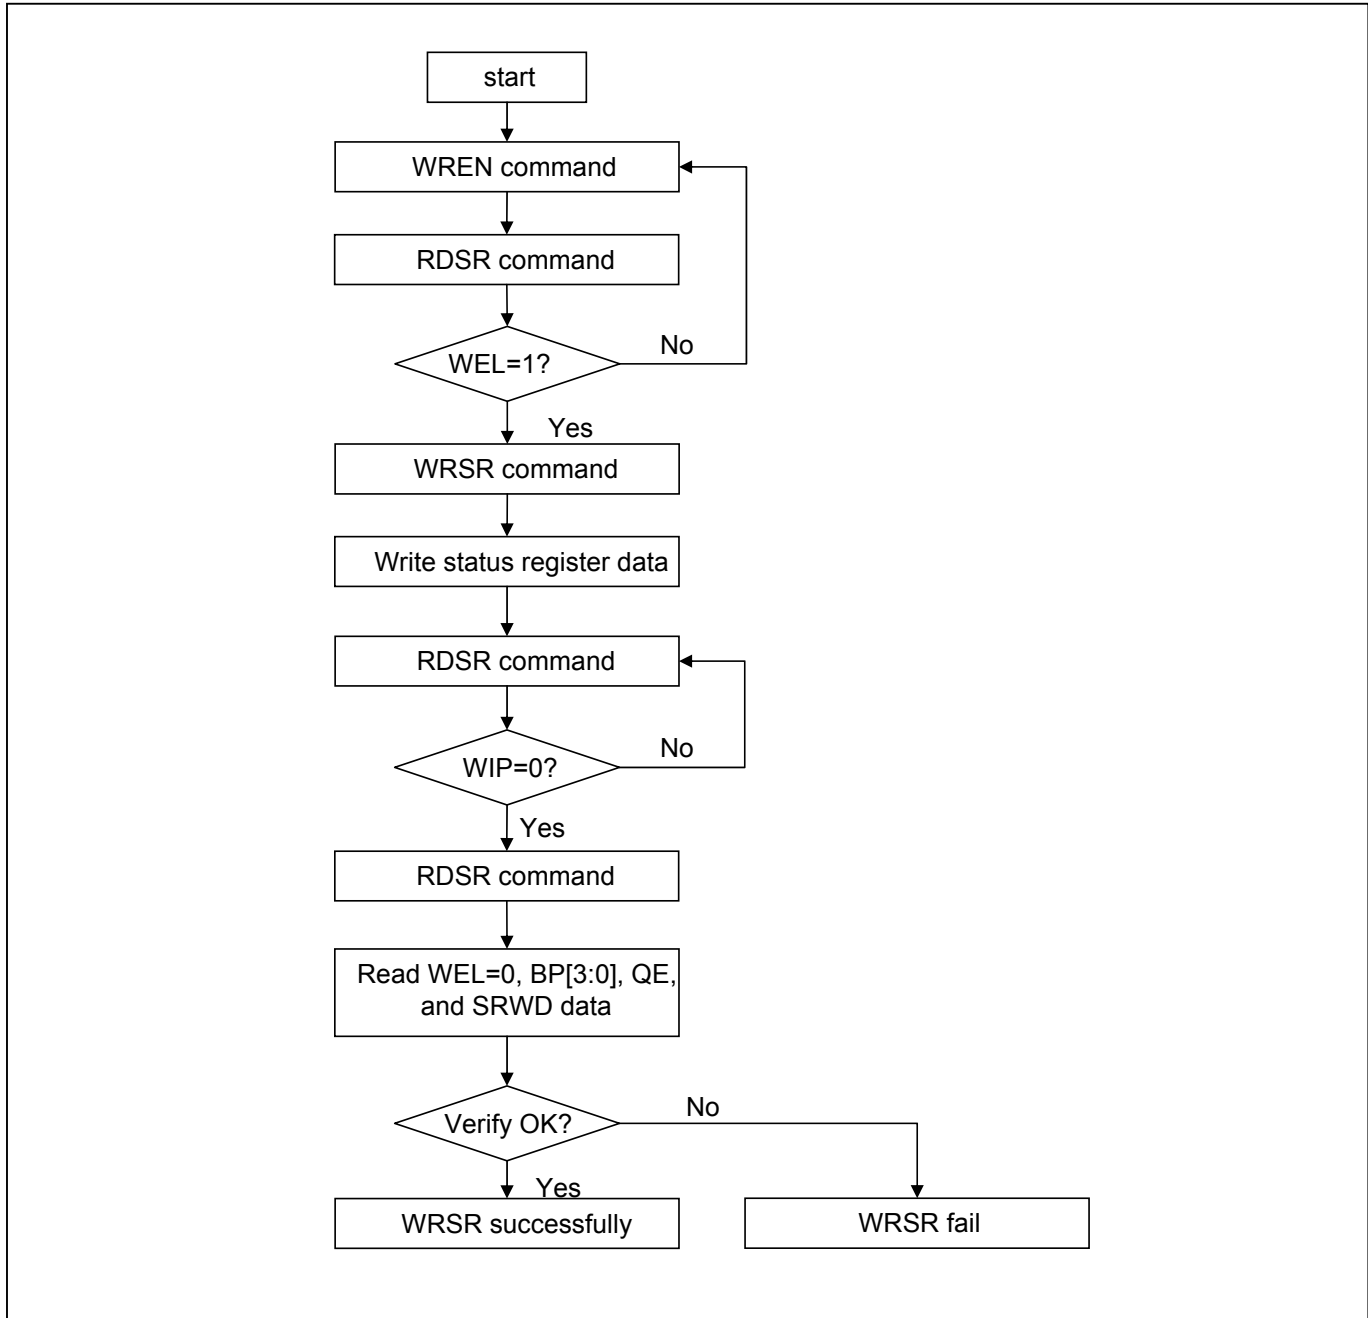 start
WREN command
RDSR command
WEL=1?
No
Yes
WRSR command
Write status register data
RDSR command
WIP=0?
No
Yes
RDSR command
Read WEL=0, BP[3:0], QE,
and SRWD data
Verify OK?
No
Yes
WRSR successfully
WRSR fail